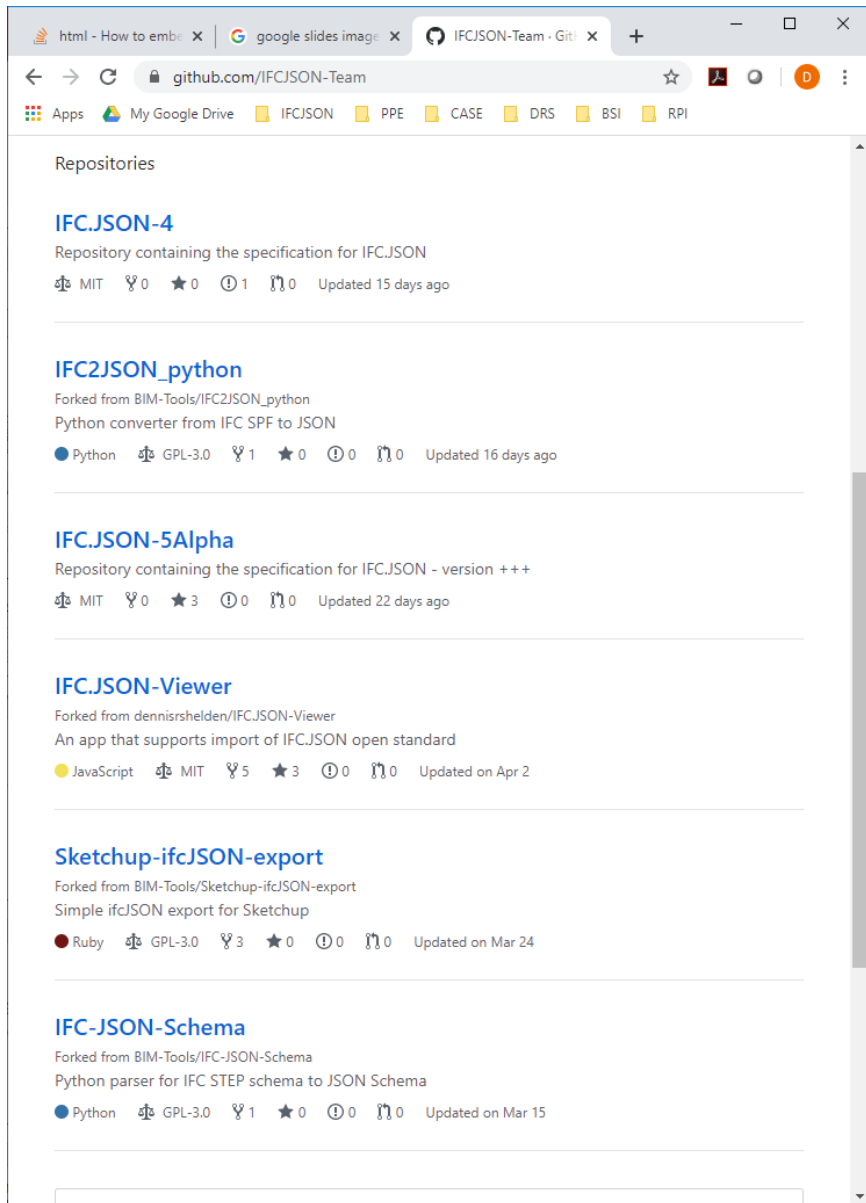 html - How to embe
google slides image
IFCJSON-Team · Gitl
github.com/IFCJSON-Team
D
Apps My Google Drive IFCJSON PPE CASE DRS BSI RPI
Repositories
IFC.JSON-4
Repository containing the specification for IFC.JSON
MIT 0 0 1 0 Updated 15 days ago
IFC2JSON_python
Forked from BIM-Tools/IFC2JSON_python
Python converter from IFC SPF to JSON
Python GPL-3.0 1 0 0 0 Updated 16 days ago
IFC.JSON-5Alpha
Repository containing the specification for IFC.JSON - version +++
MIT 0 3 0 0 Updated 22 days ago
IFC.JSON-Viewer
Forked from dennisrshelden/IFC.JSON-Viewer
An app that supports import of IFC.JSON open standard
JavaScript MIT 5 3 0 0 Updated on Apr 2
Sketchup-ifcJSON-export
Forked from BIM-Tools/Sketchup-ifcJSON-export
Simple ifcJSON export for Sketchup
Ruby GPL-3.0 3 0 0 0 Updated on Mar 24
IFC-JSON-Schema
Forked from BIM-Tools/IFC-JSON-Schema
Python parser for IFC STEP schema to JSON Schema
Python GPL-3.0 1 0 0 0 Updated on Mar 15